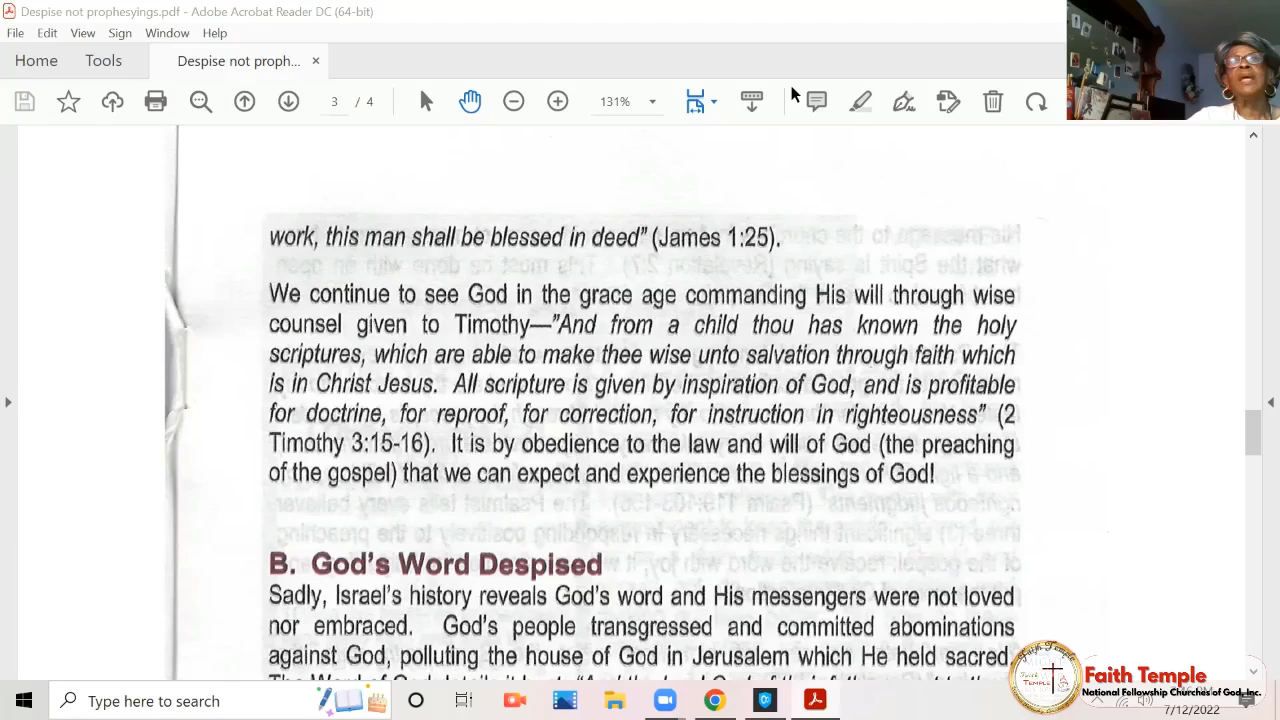 Despise not prophesyings.pdf - Adobe Acrobat Reader DC (64-bit)
File Edit View Sign Window Help
Home Tools Despise not proph... ×
3 / 4 131%
work, this man shall be blessed in deed” (James 1:25).
We continue to see God in the grace age commanding His will through wise
counsel given to Timothy—”And from a child thou has known the holy
scriptures, which are able to make thee wise unto salvation through faith which
is in Christ Jesus. All scripture is given by inspiration of God, and is profitable
for doctrine, for reproof, for correction, for instruction in righteousness” (2
Timothy 3:15-16). It is by obedience to the law and will of God (the preaching
of the gospel) that we can expect and experience the blessings of God!
B. God’s Word Despised
Sadly, Israel’s history reveals God’s word and His messengers were not loved
nor embraced. God’s people transgressed and committed abominations
against God, polluting the house of God in Jerusalem which He held sacred.
Faith Temple
FAITH TEMPLE
Faith Temple
National Fellowship Churches of God, Inc.
Type here to search
7/12/2022